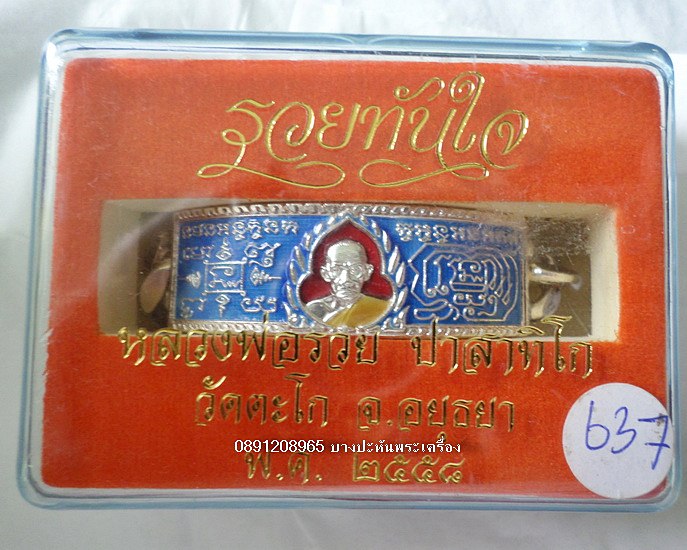 รวยทันใจ
หลวงพ่อรวย ปาสาทิโก
วัดตะโก อ.อยุธยา
0891208965 บางปะหันพระเครื่อง
พ.ศ. ๒๕๕๘
637